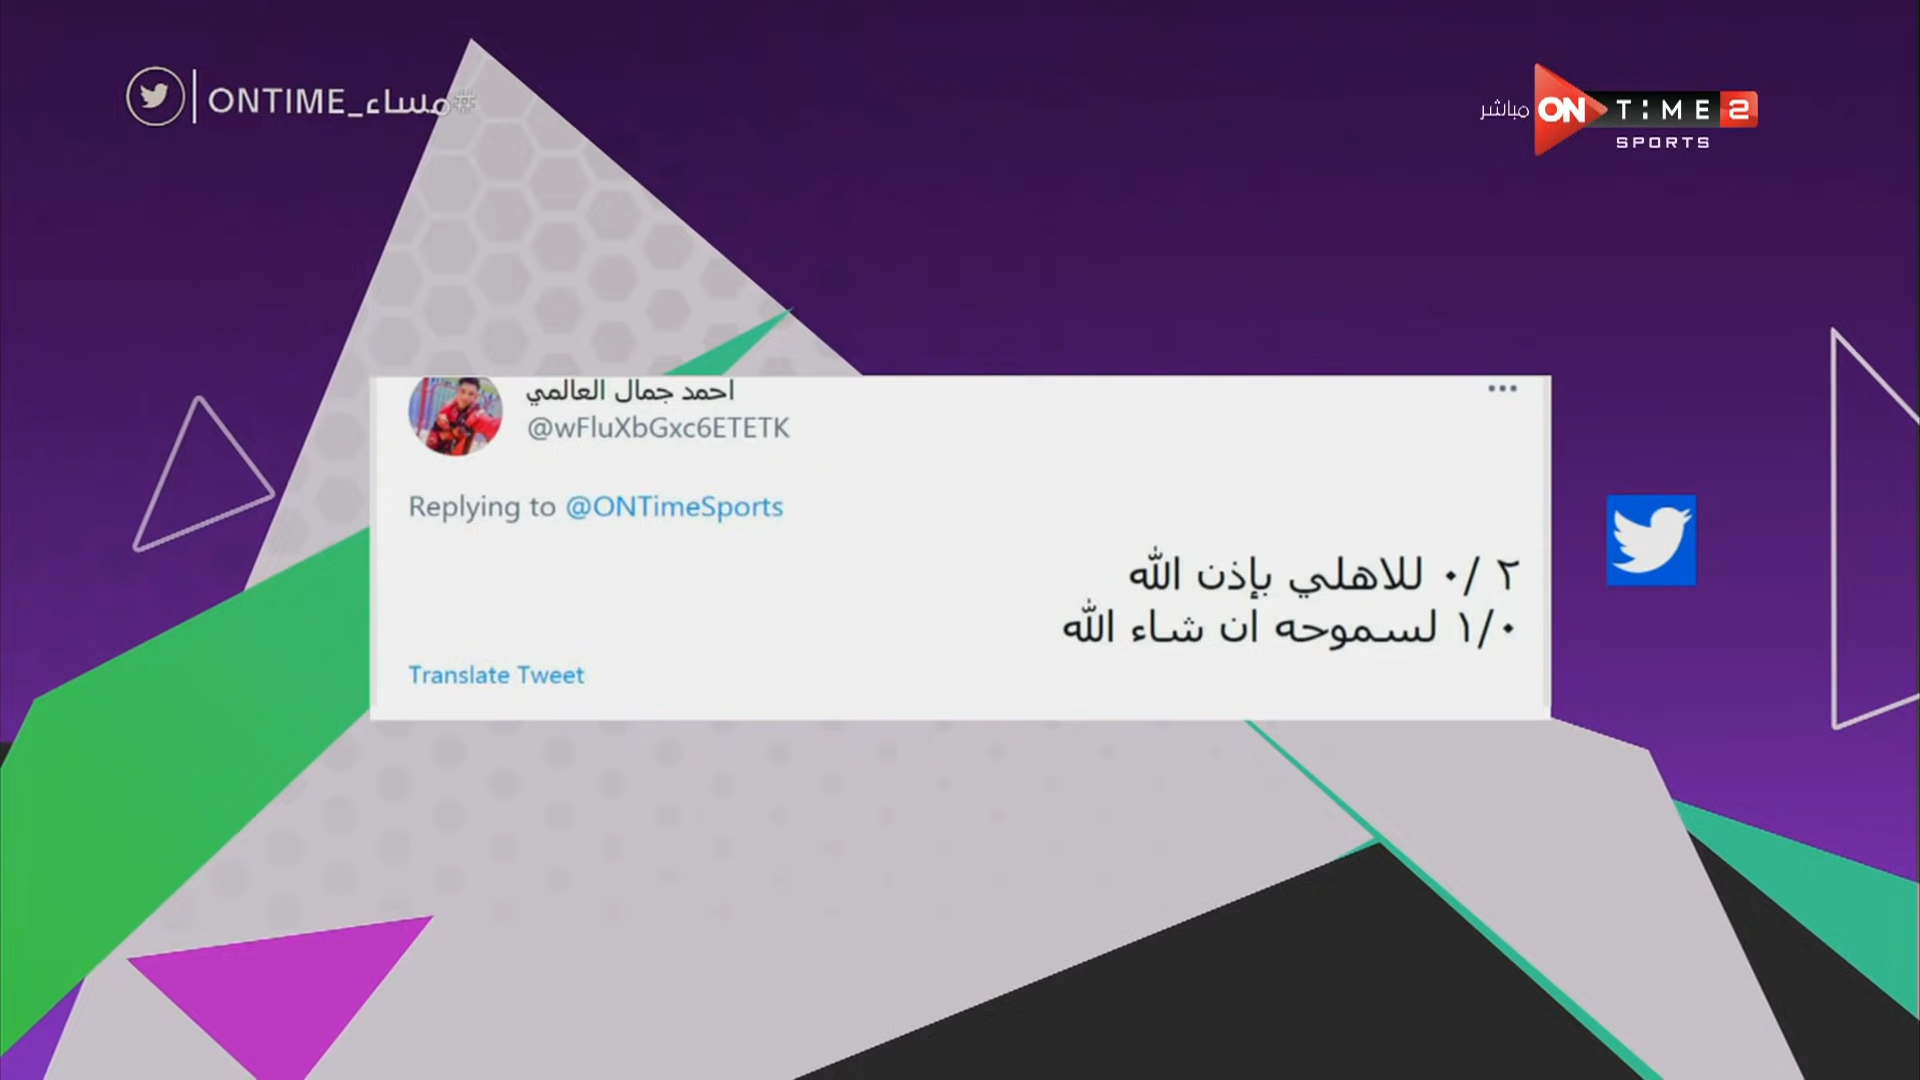 #مساء_ONTIME
مباشر ON TIME 2
SPORTS
احمد جمال العالمي
@wFluXbGxc6ETETK
Replying to @ONTimeSports
٢ /٠ للاهلي بإذن الله
١/٠ لسموحه ان شاء الله
Translate Tweet